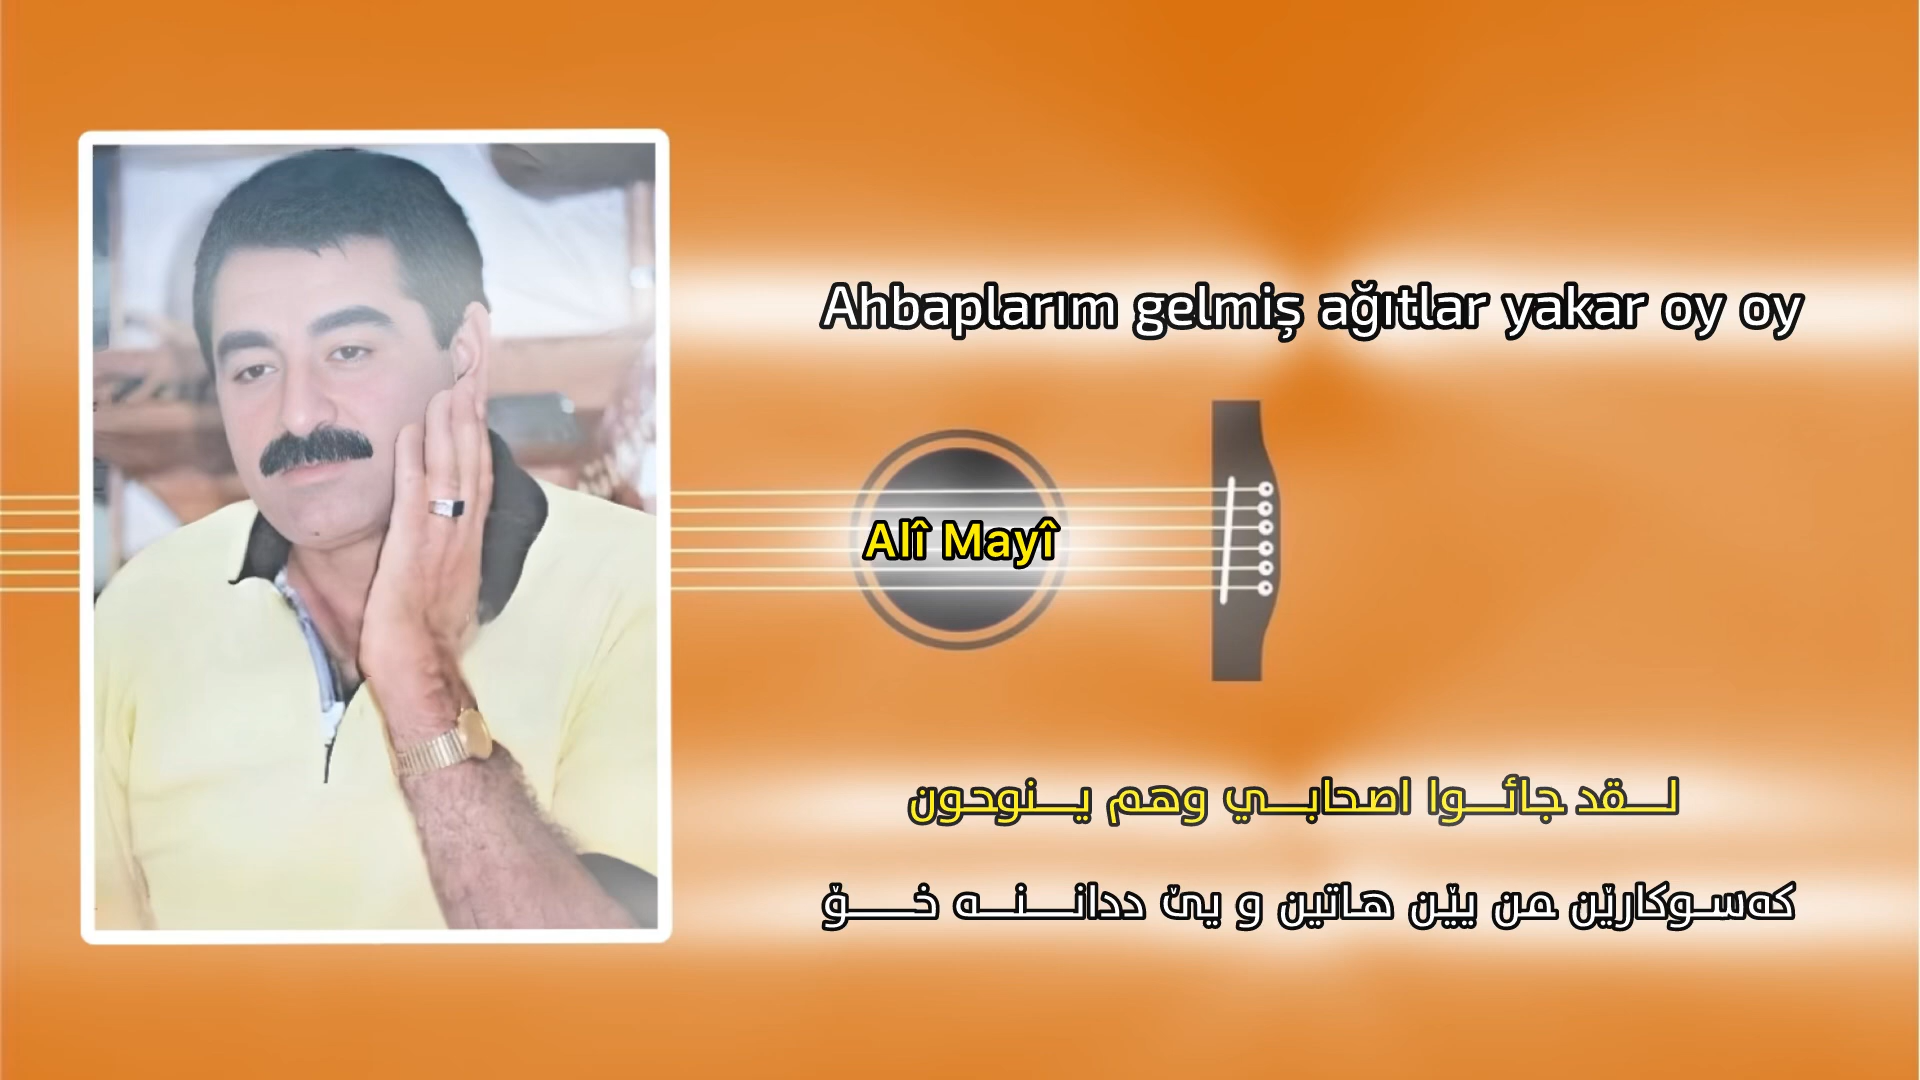 Ahbaplarım gelmiş ağıtlar yakar oy oy
Alî Mayî
لـــقد جائـــوا اصحابـــي وهم يـــنوحون
کەسـوکارێن من یێن هـاتین و یێ ددانـــنـــه خـــۆ